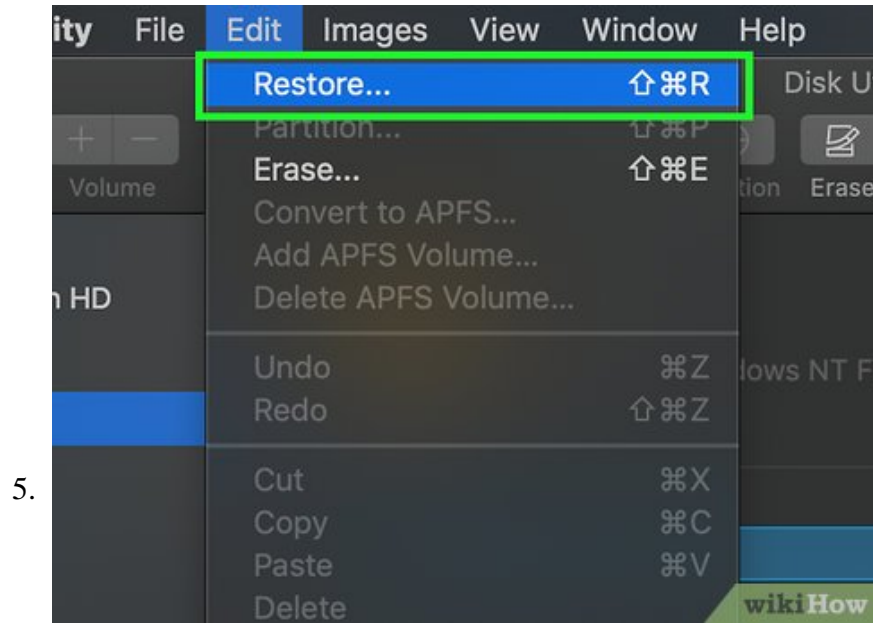 ity File Edit Images View Window Help
Restore... ⇧⌘R
Disk U
Partition... ⇧⌘P
Erase... ⇧⌘E
Volume
tion Erase
Convert to APFS...
Add APFS Volume...
n HD
Delete APFS Volume...
Undo ⌘Z
lows NT F
Redo ⇧⌘Z
5.
Cut ⌘X
Copy ⌘C
Paste ⌘V
Delete
wikiHow